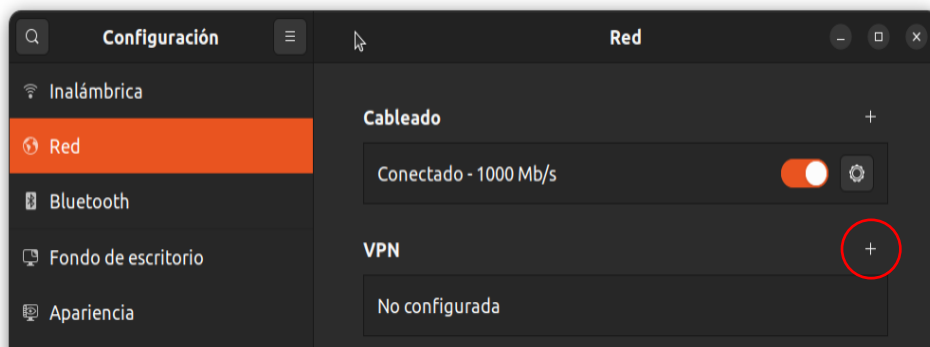 Configuración
Red
Inalámbrica
Red
Bluetooth
Fondo de escritorio
Apariencia
Cableado
Conectado - 1000 Mb/s
VPN
No configurada